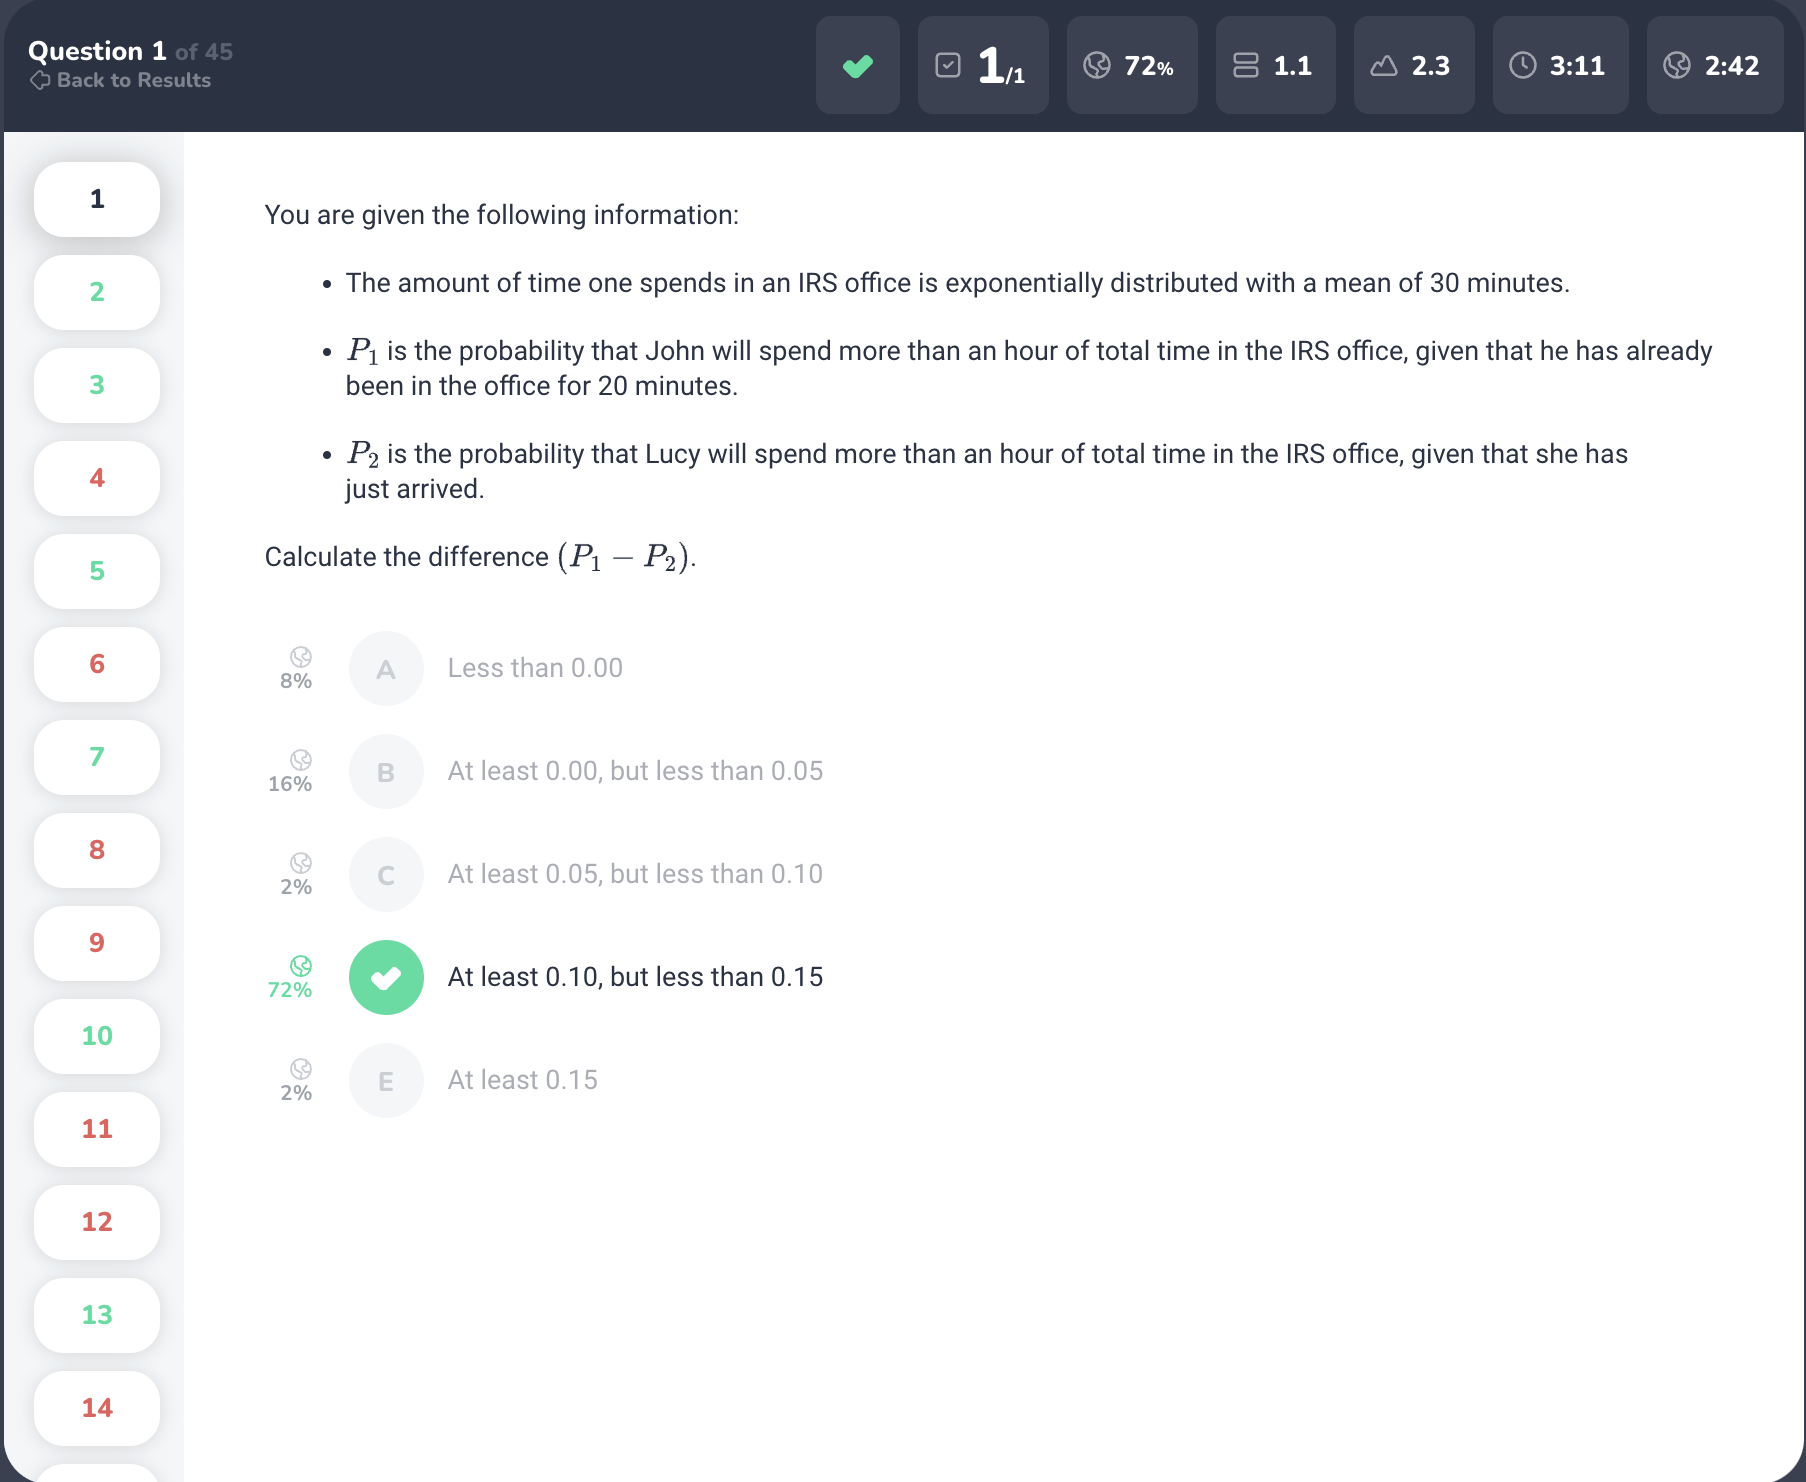 Question 1 of 45
Back to Results
1/1
72%
1.1
2.3
3:11
2:42
1
2
3
4
5
6
7
8
9
10
11
12
13
14
You are given the following information:
• The amount of time one spends in an IRS office is exponentially distributed with a mean of 30 minutes.
• P₁ is the probability that John will spend more than an hour of total time in the IRS office, given that he has already
been in the office for 20 minutes.
• P₂ is the probability that Lucy will spend more than an hour of total time in the IRS office, given that she has
just arrived.
Calculate the difference (P₁ − P₂).
8% A Less than 0.00
16% B At least 0.00, but less than 0.05
2% C At least 0.05, but less than 0.10
72% At least 0.10, but less than 0.15
2% E At least 0.15